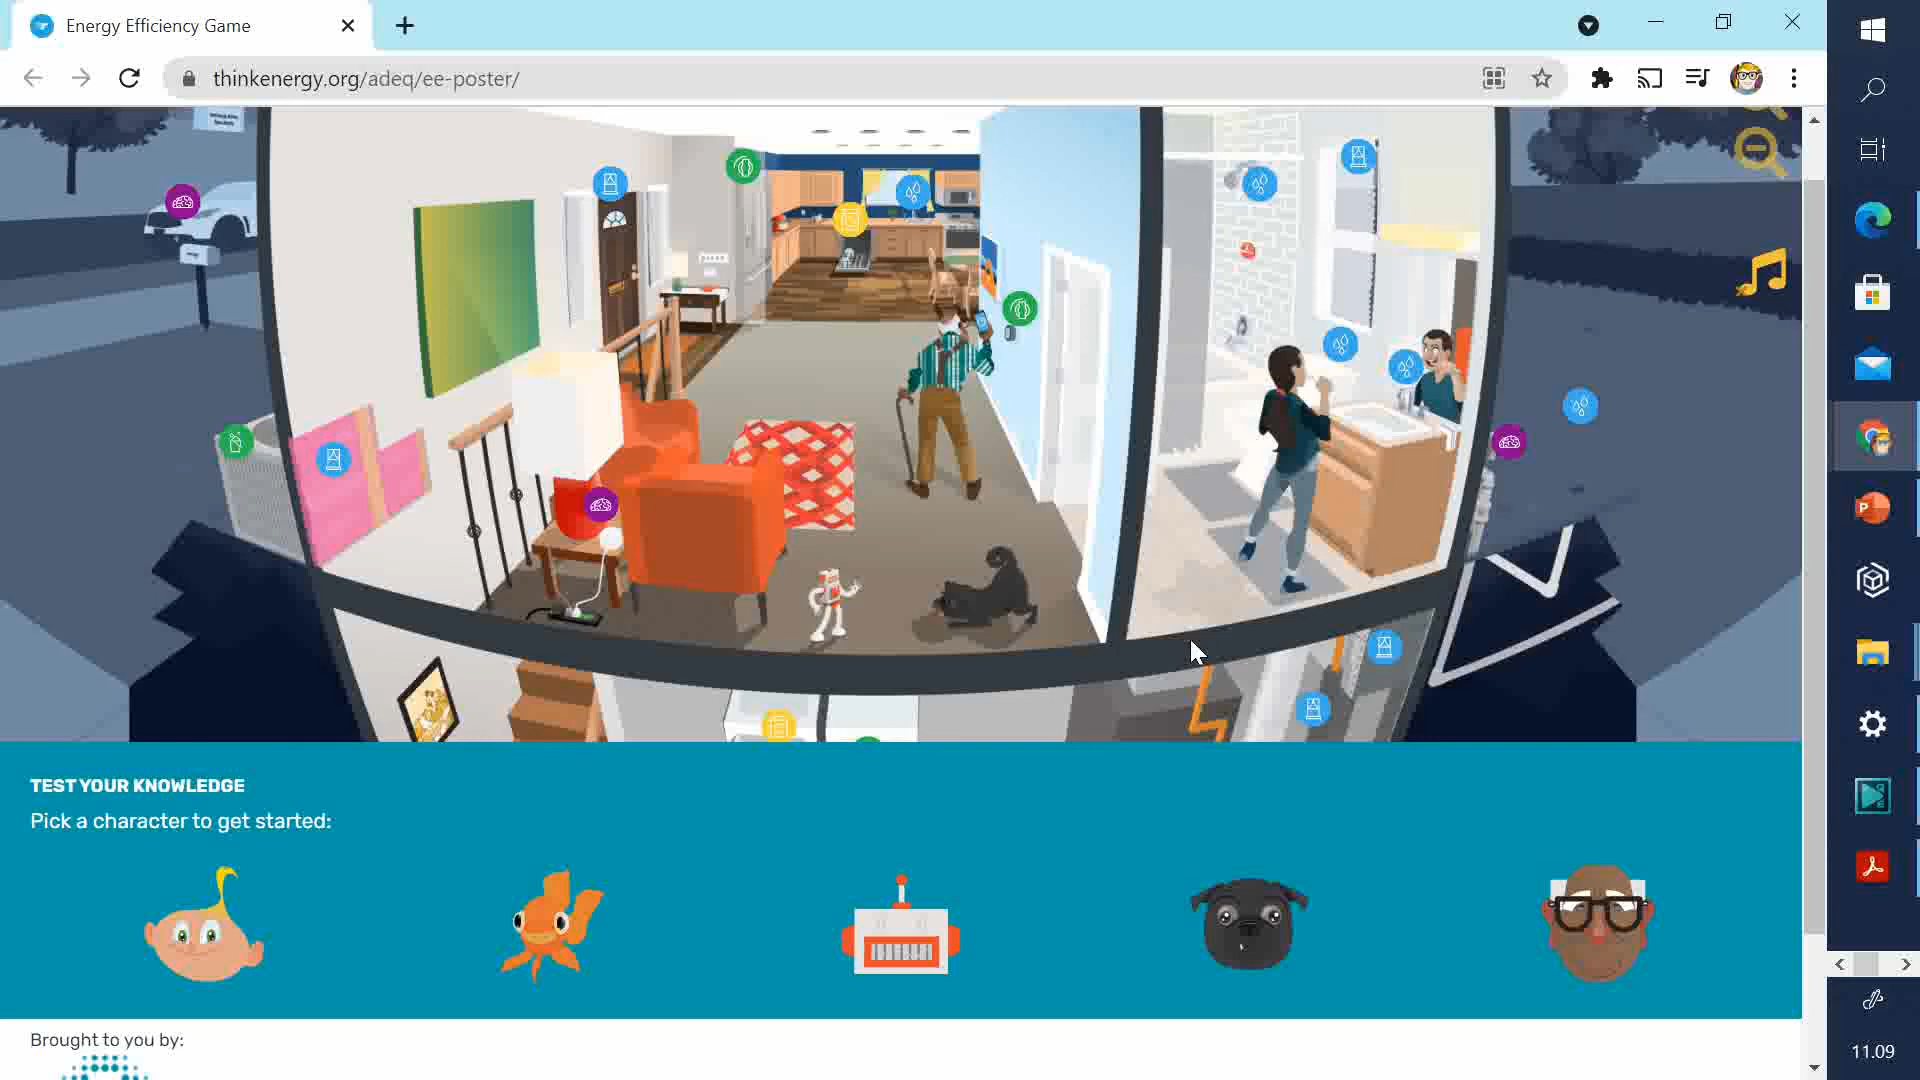 Energy Efficiency Game
thinkenergy.org/adeq/ee-poster/
TEST YOUR KNOWLEDGE
Pick a character to get started:
Brought to you by:
11.09